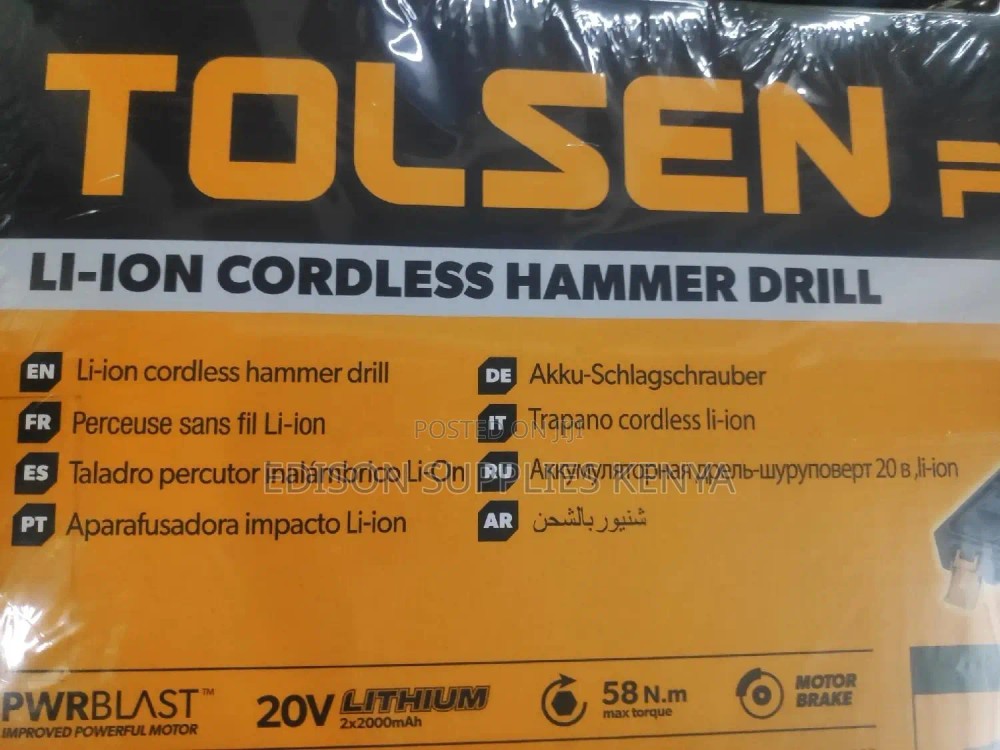 TOLSEN
LI-ION CORDLESS HAMMER DRILL
EN Li-ion cordless hammer drill
FR Perceuse sans fil Li-ion
ES Taladro percutor inalámbrico Li-On
PT Aparafusadora impacto Li-ion
DE Akku-Schlagschrauber
IT Trapano cordless li-ion
RU Аккумуляторная дрель-шуруповерт 20 в ,li-ion
AR شنيور بالشحن
POSTED ON jiji
EDISON SUPPLIES KENYA
PWRBLAST™
IMPROVED POWERFUL MOTOR
20V LITHIUM
2x2000mAh
58 N.m
max torque
MOTOR
BRAKE